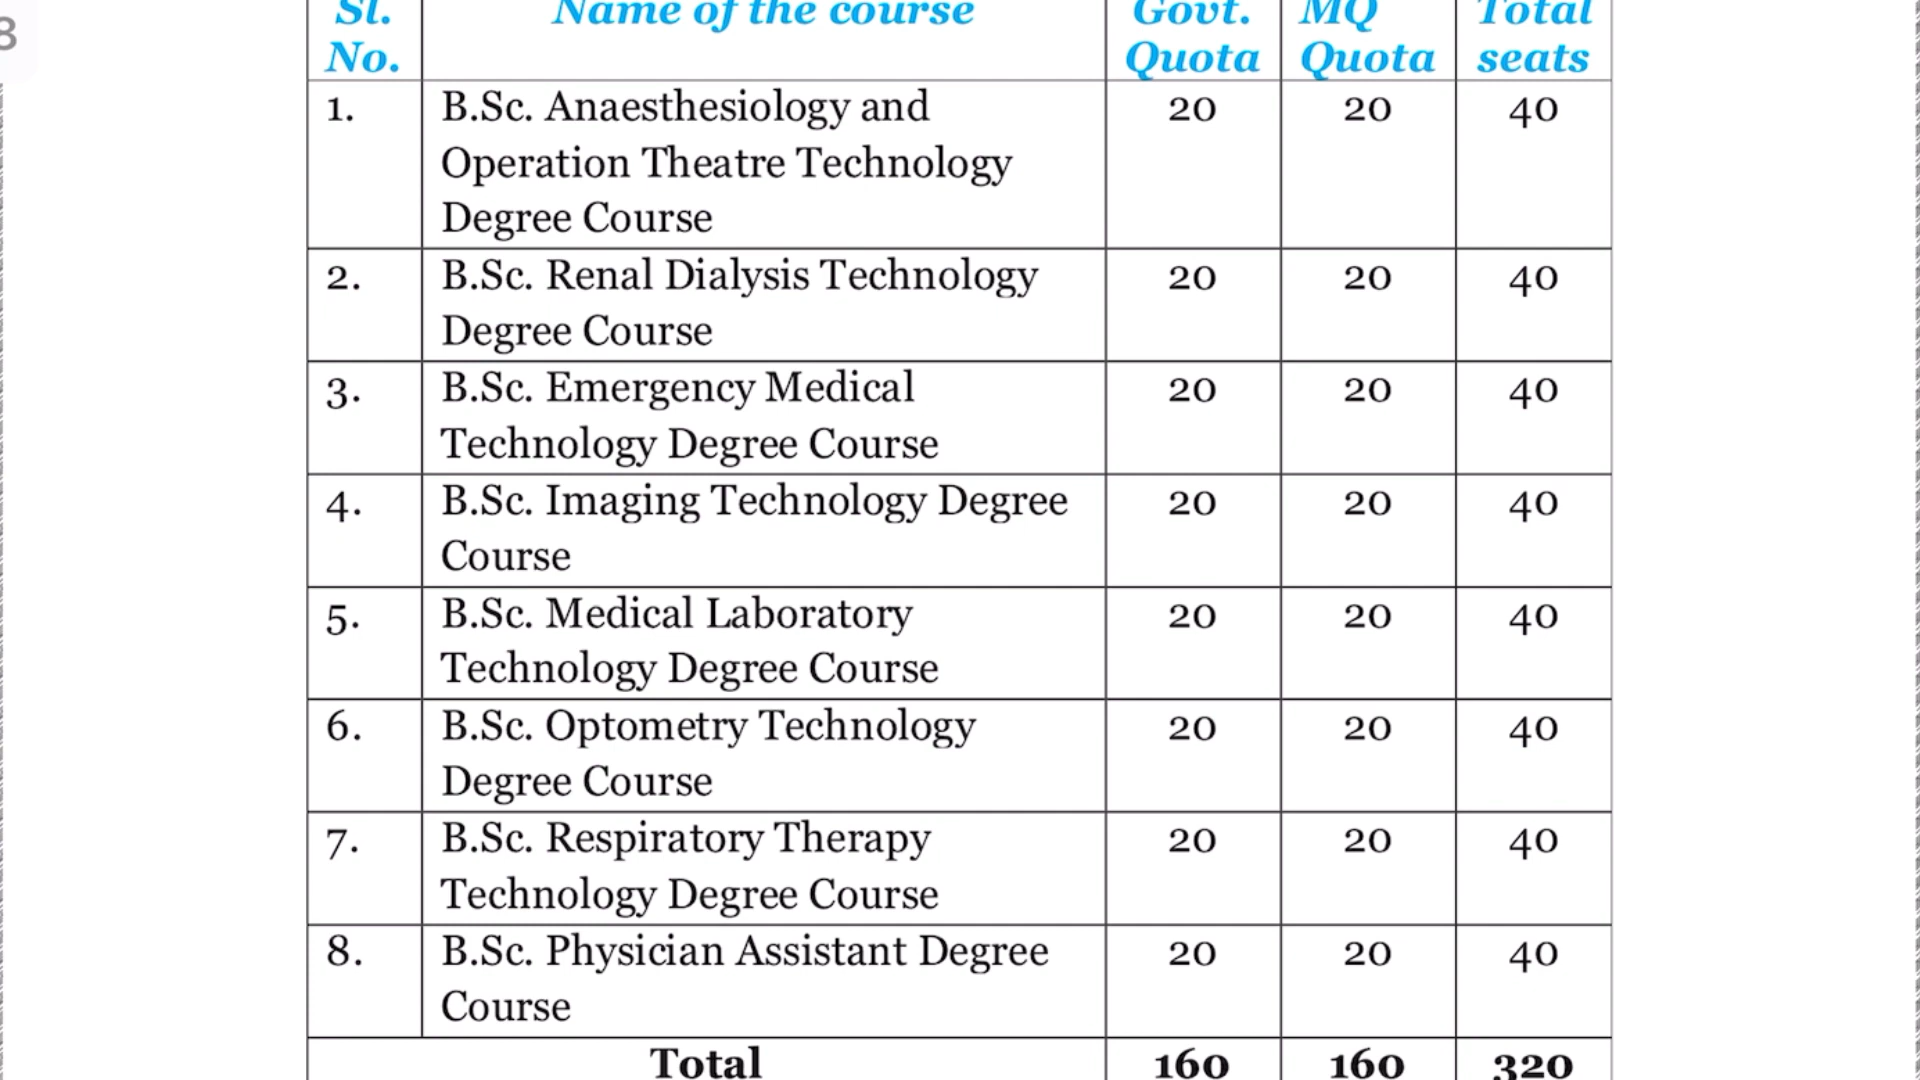 8
Sl. No. Name of the course Govt. Quota MQ Quota Total seats
1. B.Sc. Anaesthesiology and 20 20 40
Operation Theatre Technology
Degree Course
2. B.Sc. Renal Dialysis Technology 20 20 40
Degree Course
3. B.Sc. Emergency Medical 20 20 40
Technology Degree Course
4. B.Sc. Imaging Technology Degree 20 20 40
Course
5. B.Sc. Medical Laboratory 20 20 40
Technology Degree Course
6. B.Sc. Optometry Technology 20 20 40
Degree Course
7. B.Sc. Respiratory Therapy 20 20 40
Technology Degree Course
8. B.Sc. Physician Assistant Degree 20 20 40
Course
Total 160 160 320